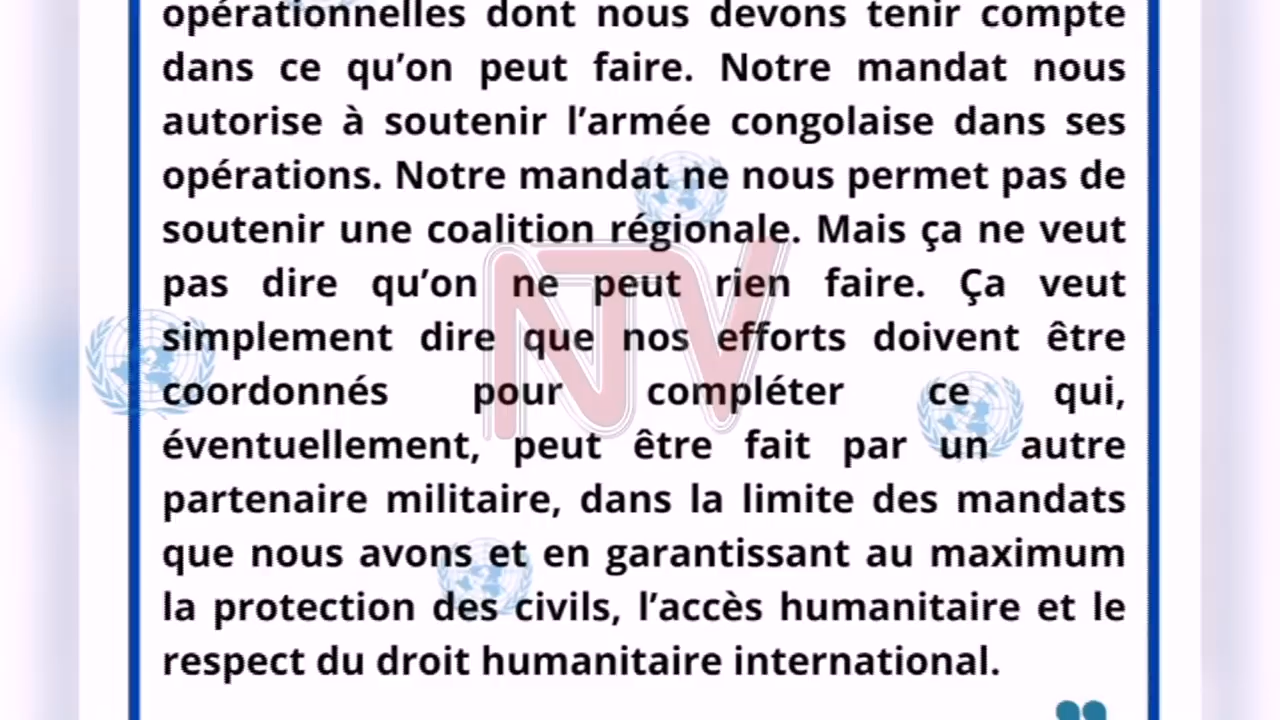 opérationnelles dont nous devons tenir compte
dans ce qu’on peut faire. Notre mandat nous
autorise à soutenir l’armée congolaise dans ses
opérations. Notre mandat ne nous permet pas de
soutenir une coalition régionale. Mais ça ne veut
pas dire qu’on ne peut rien faire. Ça veut
simplement dire que nos efforts doivent être
coordonnés pour compléter ce qui,
éventuellement, peut être fait par un autre
partenaire militaire, dans la limite des mandats
que nous avons et en garantissant au maximum
la protection des civils, l’accès humanitaire et le
respect du droit humanitaire international.
”
NTV